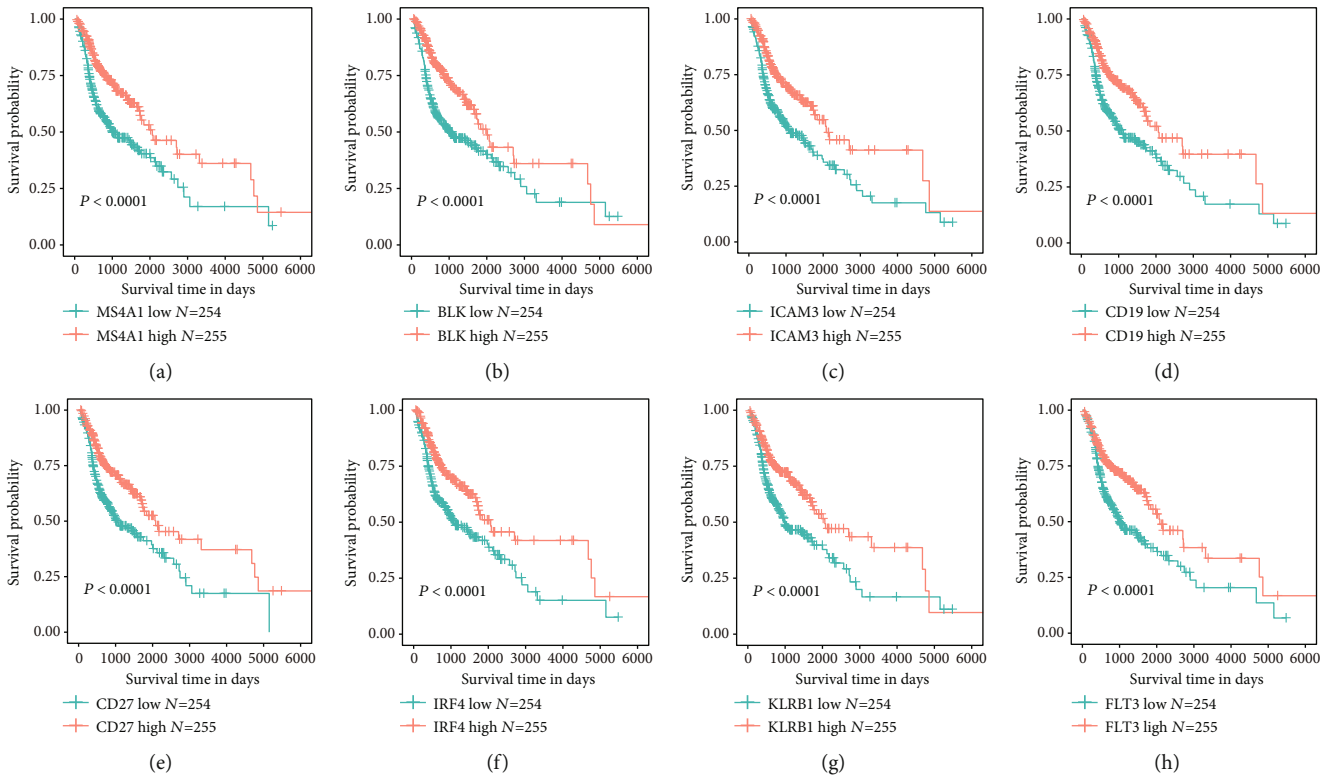 1.00
0.75
0.50
0.25
0.00
Survival probability
P < 0.0001
0 1000 2000 3000 4000 5000 6000
Survival time in days
MS4A1 low N=254
MS4A1 high N=255
(a)
1.00
0.75
0.50
0.25
0.00
Survival probability
P < 0.0001
0 1000 2000 3000 4000 5000 6000
Survival time in days
BLK low N=254
BLK high N=255
(b)
1.00
0.75
0.50
0.25
0.00
Survival probability
P < 0.0001
0 1000 2000 3000 4000 5000 6000
Survival time in days
ICAM3 low N=254
ICAM3 high N=255
(c)
1.00
0.75
0.50
0.25
0.00
Survival probability
P < 0.0001
0 1000 2000 3000 4000 5000 6000
Survival time in days
CD19 low N=254
CD19 high N=255
(d)
1.00
0.75
0.50
0.25
0.00
Survival probability
P < 0.0001
0 1000 2000 3000 4000 5000 6000
Survival time in days
CD27 low N=254
CD27 high N=255
(e)
1.00
0.75
0.50
0.25
0.00
Survival probability
P < 0.0001
0 1000 2000 3000 4000 5000 6000
Survival time in days
IRF4 low N=254
IRF4 high N=255
(f)
1.00
0.75
0.50
0.25
0.00
Survival probability
P < 0.0001
0 1000 2000 3000 4000 5000 6000
Survival time in days
KLRB1 low N=254
KLRB1 high N=255
(g)
1.00
0.75
0.50
0.25
0.00
Survival probability
P < 0.0001
0 1000 2000 3000 4000 5000 6000
Survival time in days
FLT3 low N=254
FLT3 ligh N=255
(h)